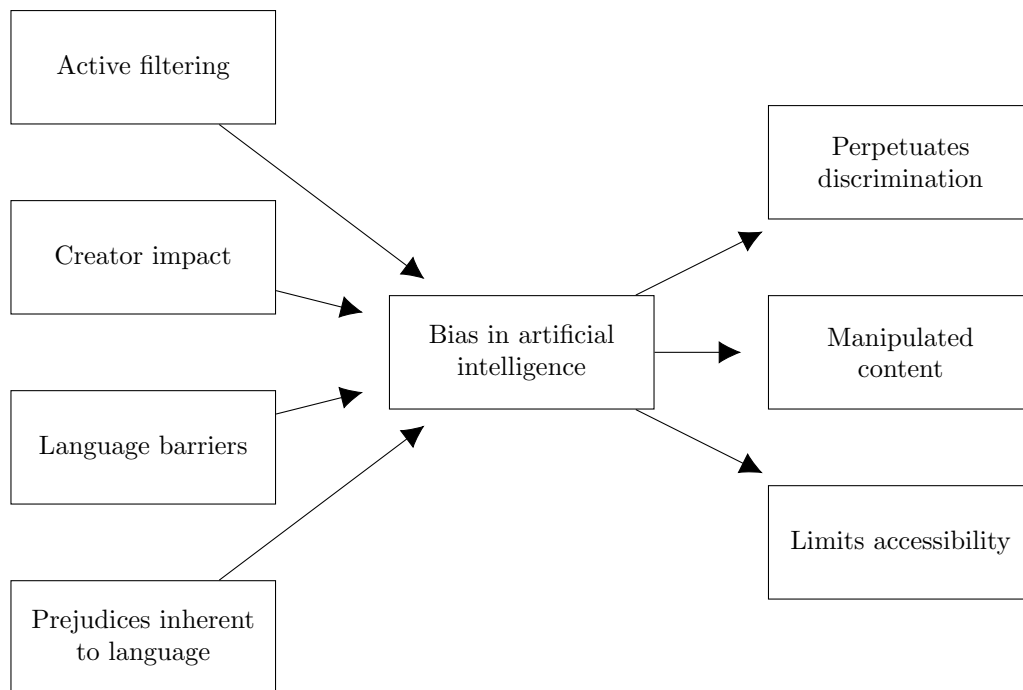 Active filtering
Creator impact
Language barriers
Prejudices inherent
to language
Bias in artificial
intelligence
Perpetuates
discrimination
Manipulated
content
Limits accessibility